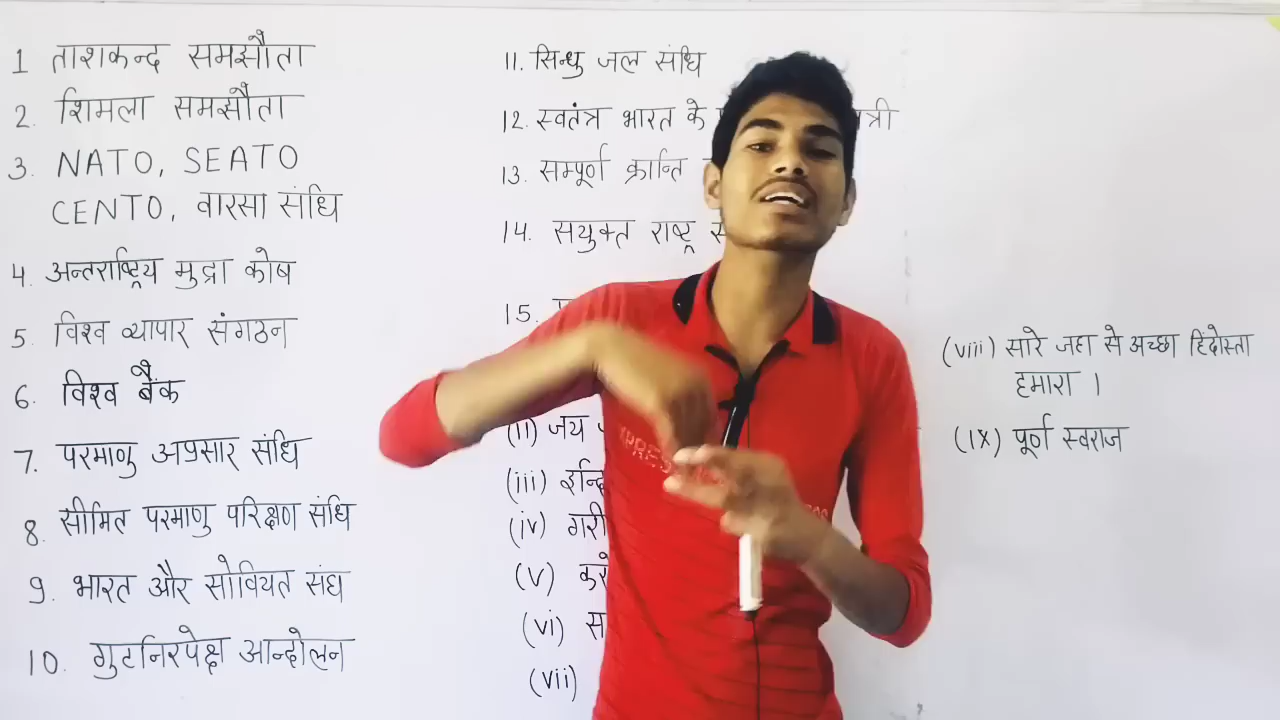 1 ताशकन्द समझौता
2. शिमला समझौता
3. NATO, SEATO
CENTO, वारसा संधि
4. अन्तराष्ट्रिय मुद्रा कोष
5. विश्व व्यापार संगठन
6. विश्व बैंक
7. परमाणु अप्रसार संधि
8. सीमित परमाणु परिक्षण संधि
9. भारत और सोवियत संघ
10. गुटनिरपेक्ष आन्दोलन
11. सिन्धु जल संधि
12. स्वतंत्र भारत के
13. सम्पूर्ण क्रान्ति
14. सयुक्त राष्ट्र
15.
(ii) जय
(iii)
(iv)
(v)
(vi)
(vii)
(viii) सारे जहा से अच्छा हिंदोस्ता
हमारा ।
(ix) पूर्ण स्वराज